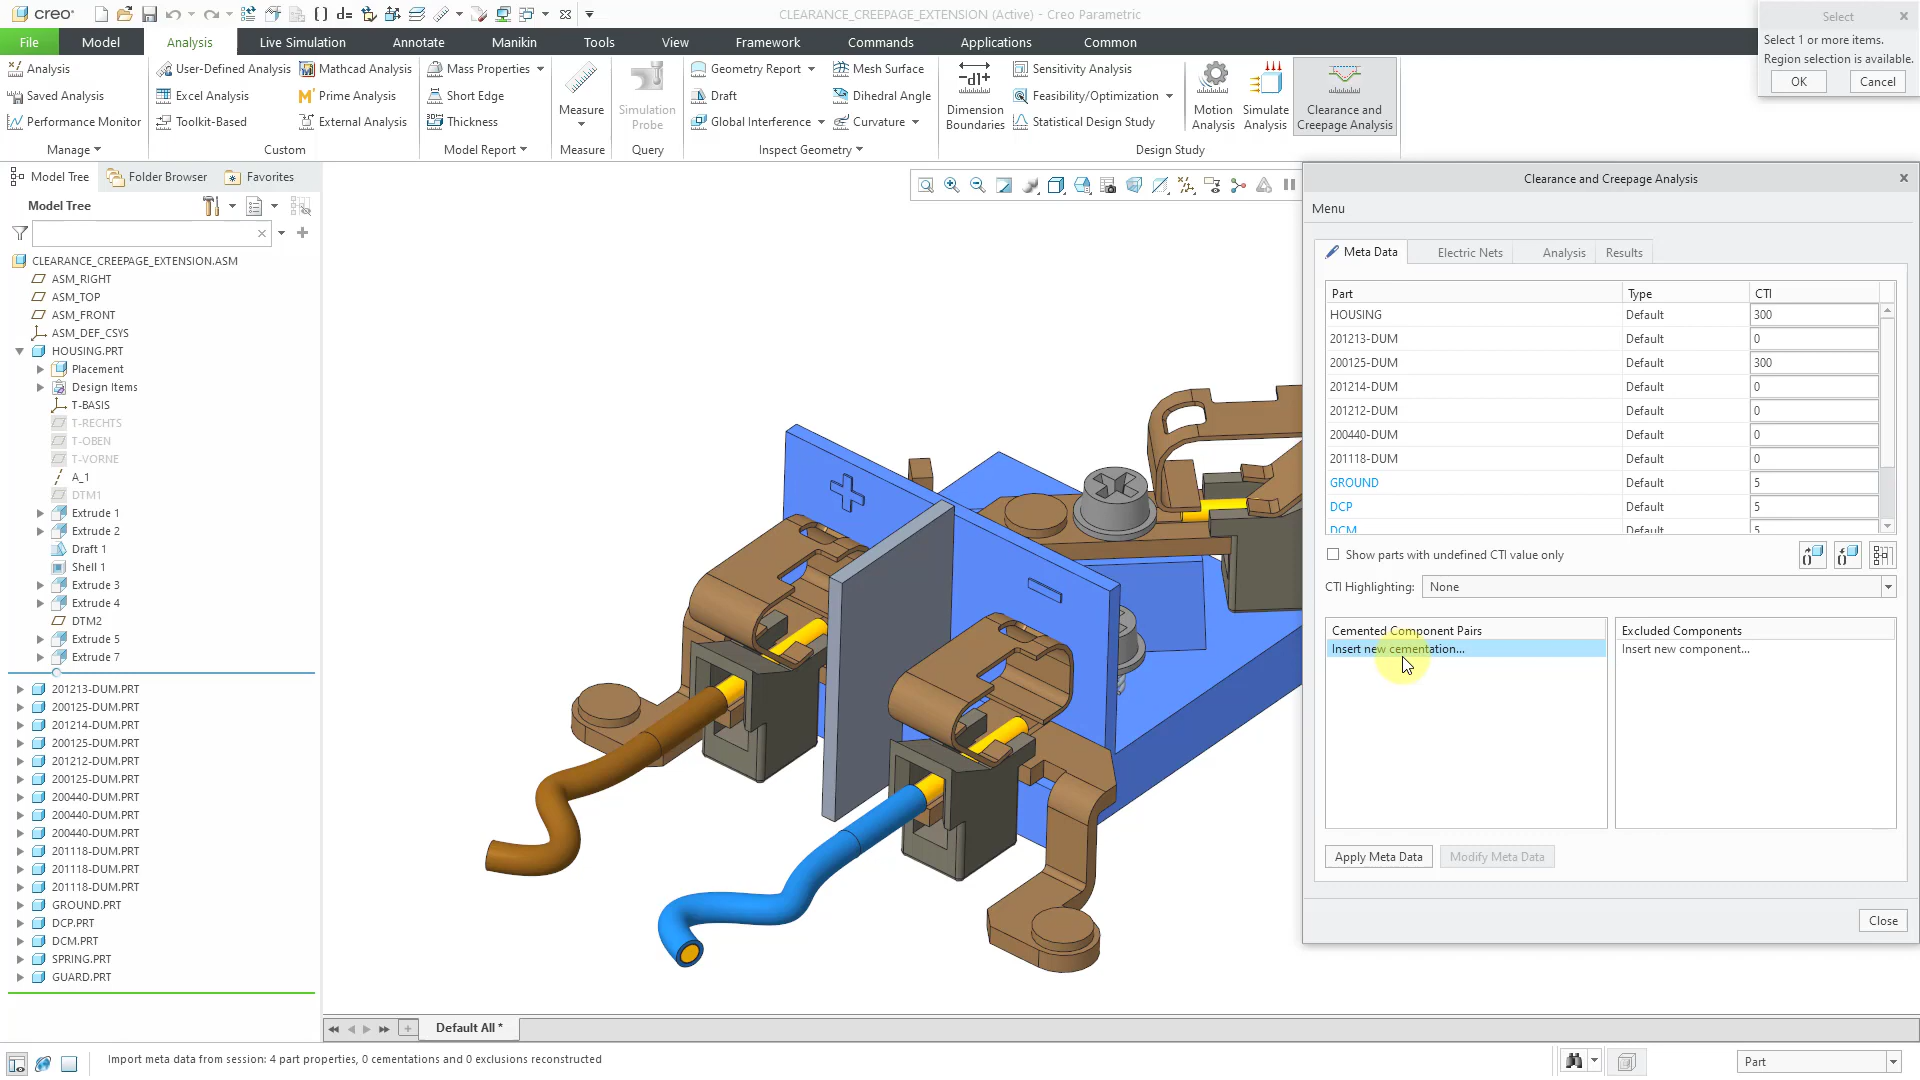 creo
CLEARANCE_CREEPAGE_EXTENSION (Active) - Creo Parametric
File
Model
Analysis
Live Simulation
Annotate
Manikin
Tools
View
Framework
Commands
Applications
Common
Select
Select 1 or more items.
Region selection is available.
OK
Cancel
Analysis
Saved Analysis
Performance Monitor
Manage
User-Defined Analysis
Excel Analysis
Toolkit-Based
Mathcad Analysis
Prime Analysis
External Analysis
Custom
Mass Properties
Short Edge
Thickness
Model Report
Measure
Measure
Simulation
Probe
Query
Geometry Report
Draft
Global Interference
Mesh Surface
Dihedral Angle
Curvature
Inspect Geometry
Dimension
Boundaries
Sensitivity Analysis
Feasibility/Optimization
Statistical Design Study
Motion
Analysis
Simulate
Analysis
Clearance and
Creepage Analysis
Design Study
Model Tree
Folder Browser
Favorites
Model Tree
CLEARANCE_CREEPAGE_EXTENSION.ASM
ASM_RIGHT
ASM_TOP
ASM_FRONT
ASM_DEF_CSYS
HOUSING.PRT
Placement
Design Items
T-BASIS
T-RECHTS
T-OBEN
T-VORNE
A_1
DTM1
Extrude 1
Extrude 2
Draft 1
Shell 1
Extrude 3
Extrude 4
DTM2
Extrude 5
Extrude 7
201213-DUM.PRT
200125-DUM.PRT
201214-DUM.PRT
200125-DUM.PRT
201212-DUM.PRT
200125-DUM.PRT
200440-DUM.PRT
200440-DUM.PRT
200440-DUM.PRT
201118-DUM.PRT
201118-DUM.PRT
201118-DUM.PRT
GROUND.PRT
DCP.PRT
DCM.PRT
SPRING.PRT
GUARD.PRT
Clearance and Creepage Analysis
Menu
Meta Data
Electric Nets
Analysis
Results
Part Type CTI
HOUSING Default 300
201213-DUM Default 0
200125-DUM Default 300
201214-DUM Default 0
201212-DUM Default 0
200440-DUM Default 0
201118-DUM Default 0
GROUND Default 5
DCP Default 5
DCM Default 5
Show parts with undefined CTI value only
CTI Highlighting: None
Cemented Component Pairs
Insert new cementation...
Excluded Components
Insert new component...
Apply Meta Data
Modify Meta Data
Close
Default All *
Import meta data from session: 4 part properties, 0 cementations and 0 exclusions reconstructed
Part